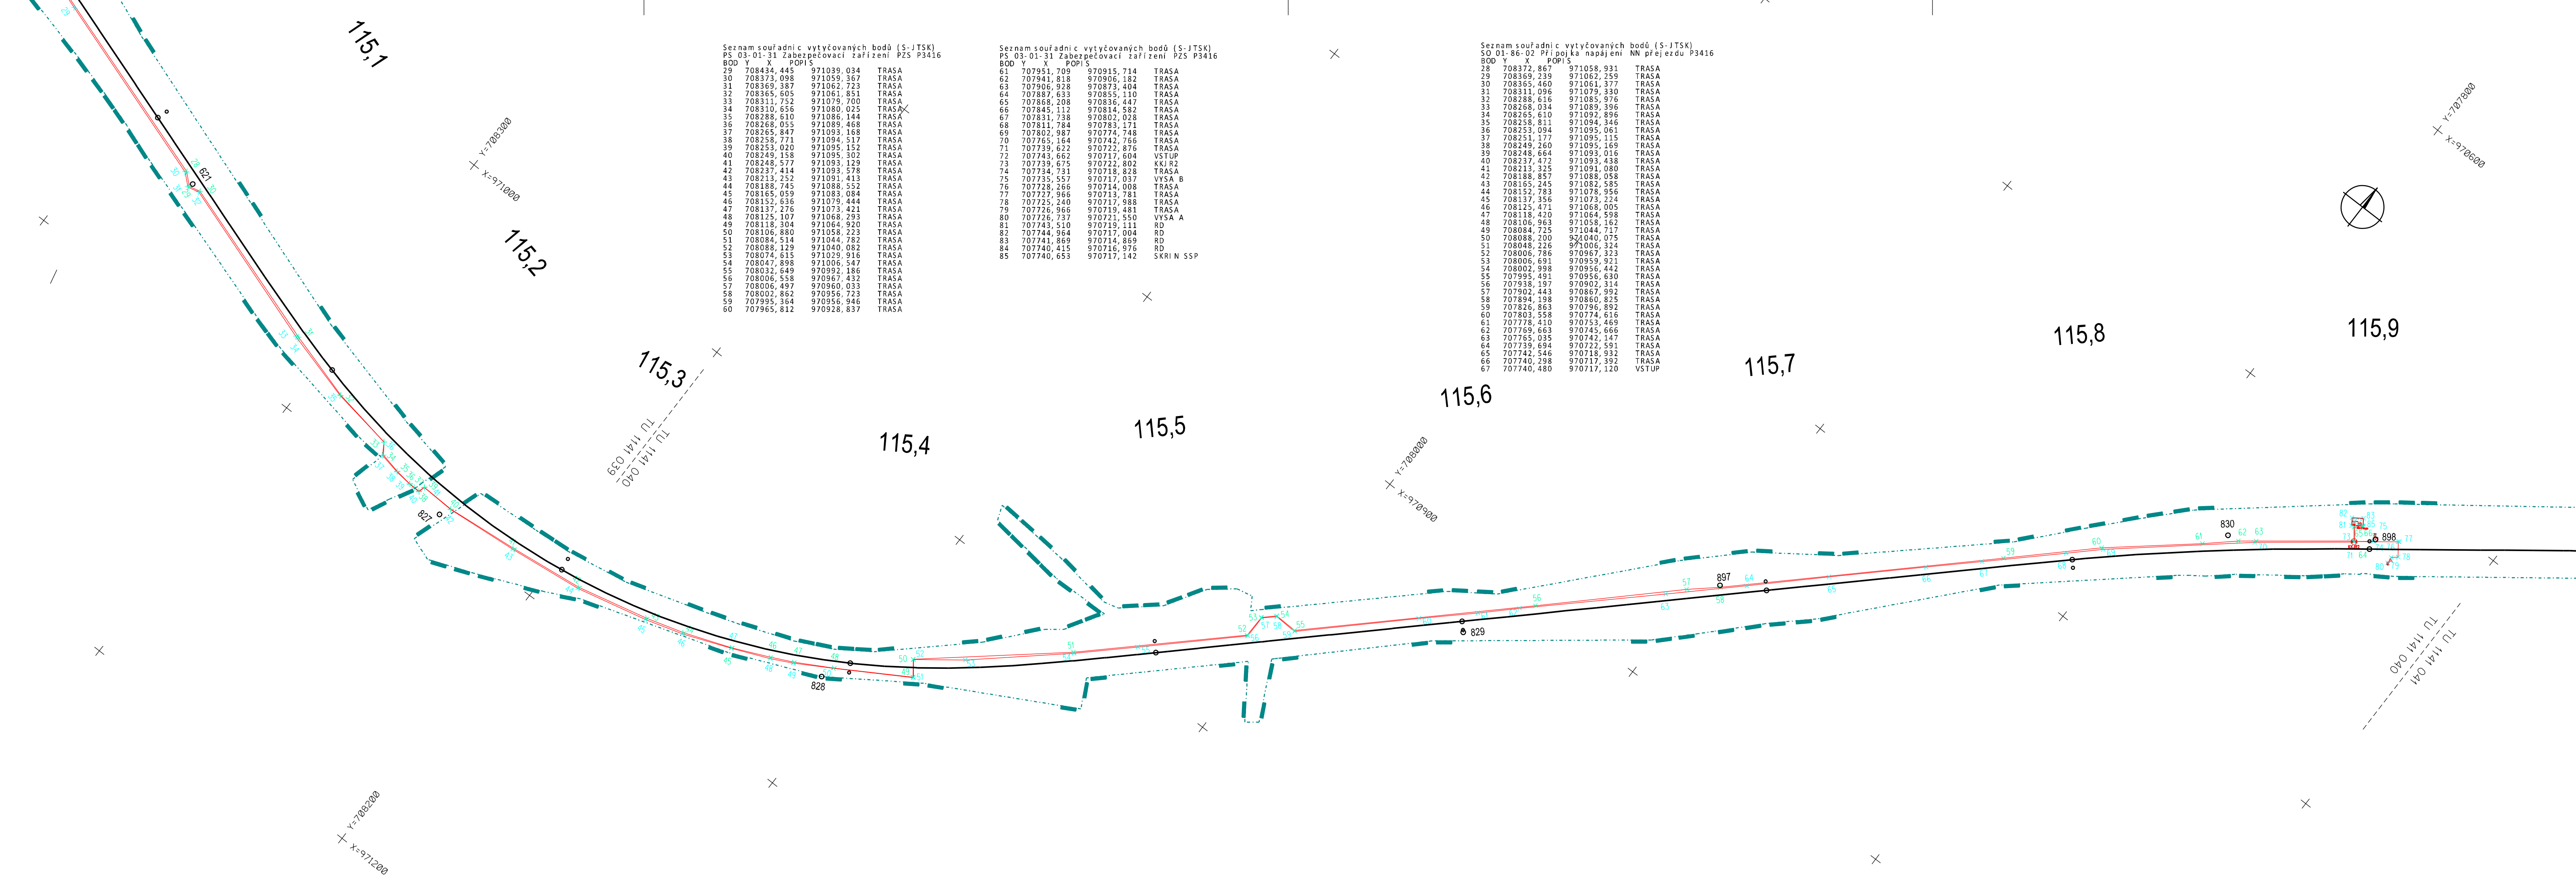 115,1
115,2
115,3
115,4
115,5
115,6
115,7
115,8
115,9
Y=708300
X=971000
Y=708200
X=971200
Y=708000
X=970900
Y=707800
X=970600
TU 1141 039
TU 1141 040
TU 1141 040
TU 1141 041
621
827
828
829
897
830
898
Seznam souřadnic vytyčovaných bodů (S-JTSK)
PS 03-01-31 Zabezpečovací zařízení PZS P3416
BOD Y X POPIS
29 708434,445 971039,034 TRASA
30 708373,098 971059,367 TRASA
31 708369,387 971062,723 TRASA
32 708365,605 971061,851 TRASA
33 708311,752 971079,700 TRASA
34 708310,656 971080,025 TRASA
35 708288,610 971086,144 TRASA
36 708268,055 971089,468 TRASA
37 708265,847 971093,168 TRASA
38 708258,771 971094,517 TRASA
39 708253,020 971095,152 TRASA
40 708249,158 971095,302 TRASA
41 708248,577 971093,129 TRASA
42 708237,414 971093,578 TRASA
43 708213,252 971091,413 TRASA
44 708188,745 971088,552 TRASA
45 708165,059 971083,084 TRASA
46 708152,636 971079,444 TRASA
47 708137,276 971073,421 TRASA
48 708125,107 971068,293 TRASA
49 708118,304 971064,920 TRASA
50 708106,880 971058,223 TRASA
51 708084,514 971044,782 TRASA
52 708088,129 971040,082 TRASA
53 708074,615 971029,916 TRASA
54 708047,898 971006,547 TRASA
55 708032,649 970992,186 TRASA
56 708006,558 970967,432 TRASA
57 708006,497 970960,033 TRASA
58 708002,862 970956,723 TRASA
59 707995,364 970956,946 TRASA
60 707965,812 970928,837 TRASA
Seznam souřadnic vytyčovaných bodů (S-JTSK)
PS 03-01-31 Zabezpečovací zařízení PZS P3416
BOD Y X POPIS
61 707951,709 970915,714 TRASA
62 707941,818 970906,182 TRASA
63 707906,928 970873,404 TRASA
64 707887,633 970855,110 TRASA
65 707868,208 970836,447 TRASA
66 707845,112 970814,582 TRASA
67 707831,738 970802,028 TRASA
68 707811,784 970783,171 TRASA
69 707802,987 970774,748 TRASA
70 707765,164 970742,766 TRASA
71 707739,622 970722,876 TRASA
72 707743,662 970717,604 VSTUP
73 707739,675 970722,802 KKJR2
74 707734,731 970718,828 TRASA
75 707735,557 970717,037 VYSA B
76 707728,266 970714,008 TRASA
77 707727,966 970713,781 TRASA
78 707725,240 970717,988 TRASA
79 707726,966 970719,481 TRASA
80 707726,737 970721,550 VYSA A
81 707743,510 970719,111 RD
82 707744,964 970717,004 RD
83 707741,869 970714,869 RD
84 707740,415 970716,976 RD
85 707740,653 970717,142 SKRIN SSP
Seznam souřadnic vytyčovaných bodů (S-JTSK)
SO 01-86-02 Přípojka napájení NN přejezdu P3416
BOD Y X POPIS
28 708372,867 971058,931 TRASA
29 708369,239 971062,259 TRASA
30 708365,460 971061,377 TRASA
31 708311,096 971079,330 TRASA
32 708288,616 971085,976 TRASA
33 708268,034 971089,396 TRASA
34 708265,610 971092,896 TRASA
35 708258,811 971094,346 TRASA
36 708253,094 971095,061 TRASA
37 708251,177 971095,115 TRASA
38 708249,260 971095,169 TRASA
39 708248,664 971093,016 TRASA
40 708237,472 971093,438 TRASA
41 708213,325 971091,080 TRASA
42 708188,857 971088,058 TRASA
43 708165,245 971082,585 TRASA
44 708152,783 971078,956 TRASA
45 708137,356 971073,224 TRASA
46 708125,471 971068,005 TRASA
47 708118,420 971064,598 TRASA
48 708106,963 971058,162 TRASA
49 708084,725 971044,717 TRASA
50 708088,200 971040,075 TRASA
51 708048,226 971006,324 TRASA
52 708006,786 970967,323 TRASA
53 708006,691 970959,921 TRASA
54 708002,998 970956,442 TRASA
55 707995,491 970956,630 TRASA
56 707938,197 970902,314 TRASA
57 707902,443 970867,992 TRASA
58 707894,198 970860,825 TRASA
59 707826,863 970796,892 TRASA
60 707803,558 970774,616 TRASA
61 707778,410 970753,469 TRASA
62 707769,663 970745,666 TRASA
63 707765,035 970742,147 TRASA
64 707739,694 970722,591 TRASA
65 707742,546 970718,932 TRASA
66 707740,298 970717,392 TRASA
67 707740,480 970717,120 VSTUP